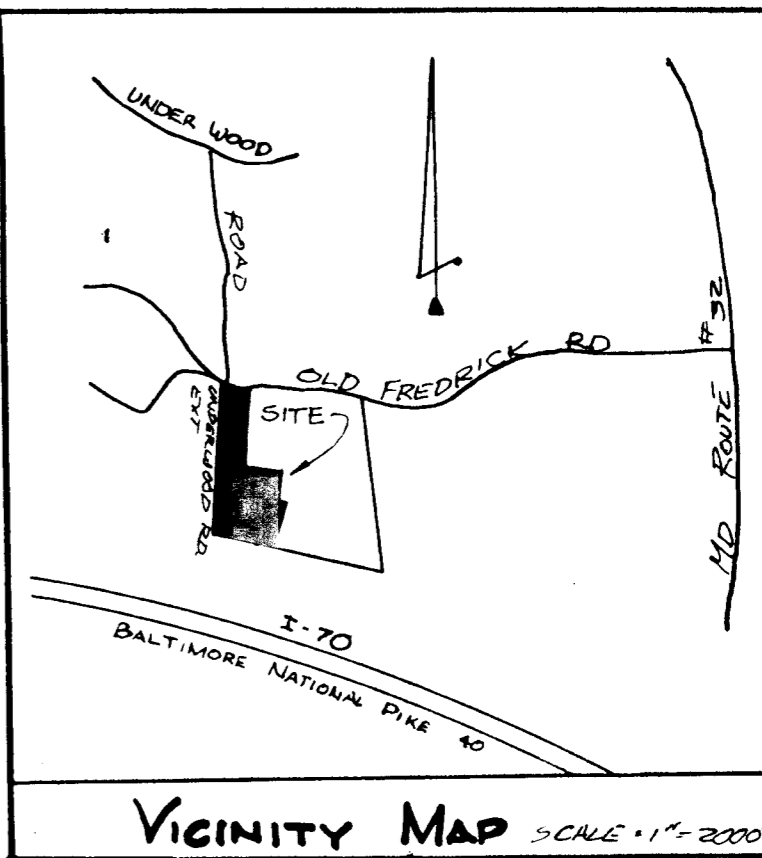 UNDER WOOD
ROAD
# 32
OLD FREDRICK RD
SITE
UNDERWOOD RD.
EXT
MD ROUTE
I-70
BALTIMORE NATIONAL PIKE 40
VICINITY MAP SCALE: 1"= 2000